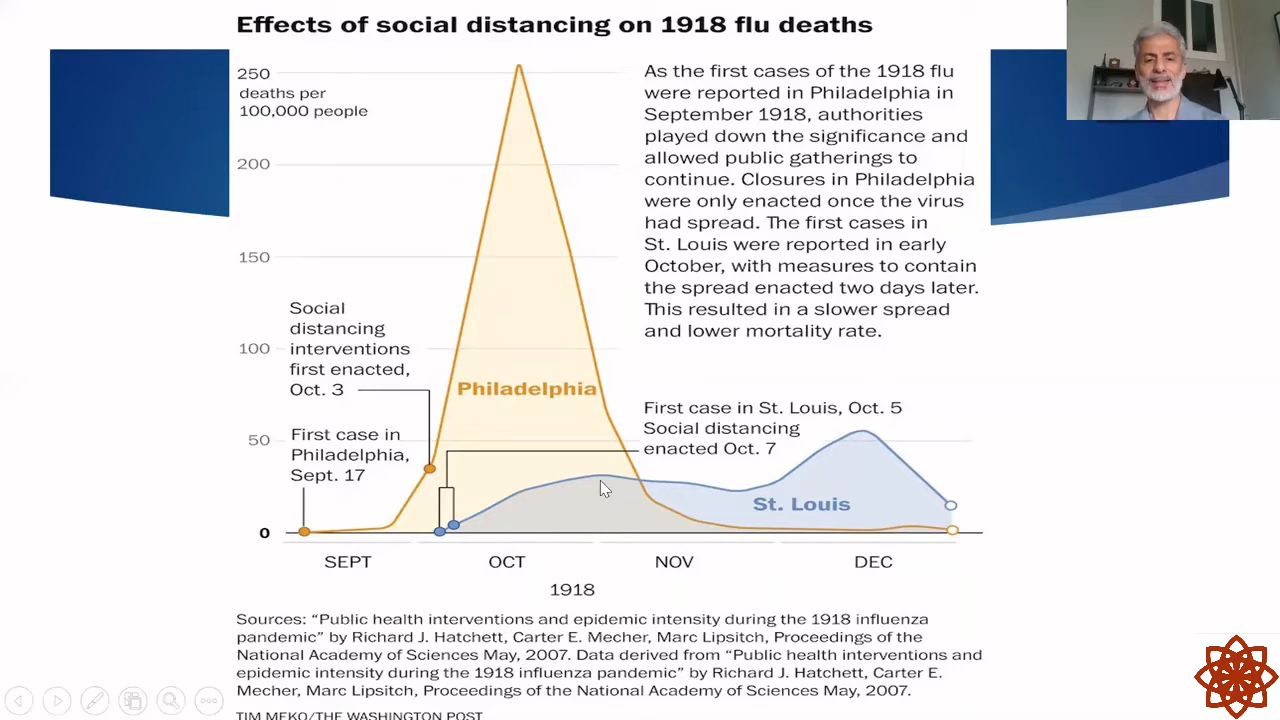 Effects of social distancing on 1918 flu deaths
250
deaths per
100,000 people
200
150
100
50
0
As the first cases of the 1918 flu
were reported in Philadelphia in
September 1918, authorities
played down the significance and
allowed public gatherings to
continue. Closures in Philadelphia
were only enacted once the virus
had spread. The first cases in
St. Louis were reported in early
October, with measures to contain
the spread enacted two days later.
This resulted in a slower spread
and lower mortality rate.
Social
distancing
interventions
first enacted,
Oct. 3
First case in
Philadelphia,
Sept. 17
Philadelphia
First case in St. Louis, Oct. 5
Social distancing
enacted Oct. 7
St. Louis
SEPT
OCT
NOV
DEC
1918
Sources: “Public health interventions and epidemic intensity during the 1918 influenza
pandemic” by Richard J. Hatchett, Carter E. Mecher, Marc Lipsitch, Proceedings of the
National Academy of Sciences May, 2007. Data derived from “Public health interventions and
epidemic intensity during the 1918 influenza pandemic” by Richard J. Hatchett, Carter E.
Mecher, Marc Lipsitch, Proceedings of the National Academy of Sciences May, 2007.
TIM MEKO/THE WASHINGTON POST